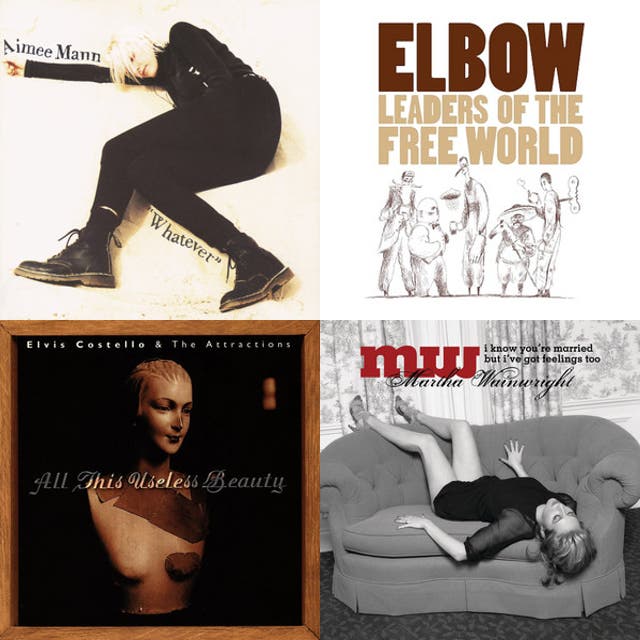 Aimee Mann
"Whatever"
ELBOW
LEADERS OF THE
FREE WORLD
Elvis Costello & The Attractions
All This Useless Beauty
mw
i know you're married
but i've got feelings too
Martha Wainwright